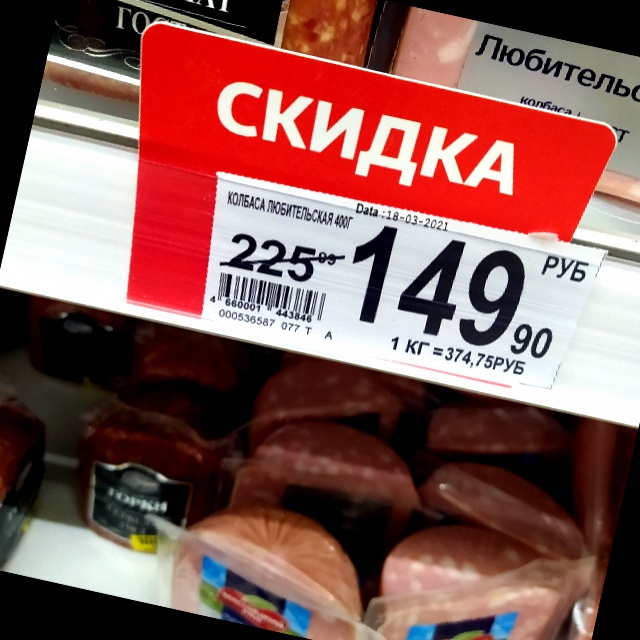 Любительс
колбаса
СКИДКА
КОЛБАСА ЛЮБИТЕЛЬСКАЯ 400Г
Data :18-03-2021
225 93
149 90
РУБ
4 660001 443846
000536587 077 Т А
1 КГ = 374,75РУБ
ГОРКИ